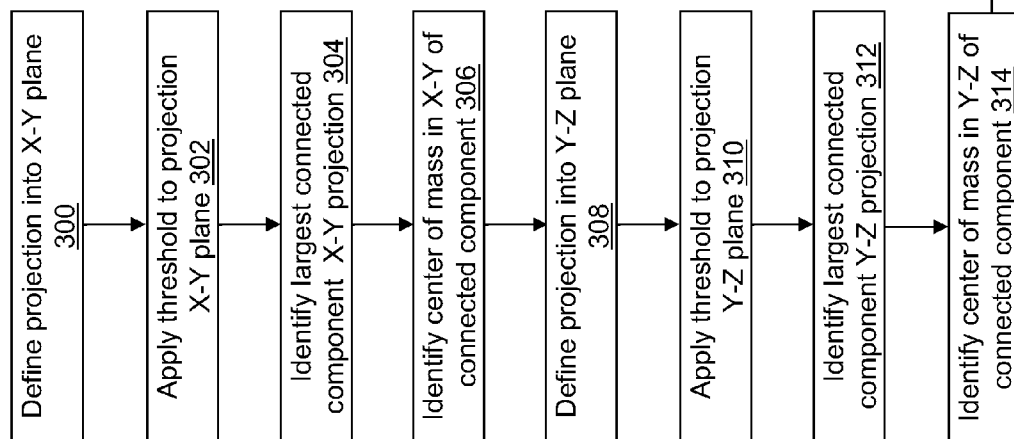 Define projection into X-Y plane
300
Apply threshold to projection
X-Y plane 302
Identify largest connected
component X-Y projection 304
Identify center of mass in X-Y of
connected component 306
Define projection into Y-Z plane
308
Apply threshold to projection
Y-Z plane 310
Identify largest connected
component Y-Z projection 312
Identify center of mass in Y-Z of
connected component 314